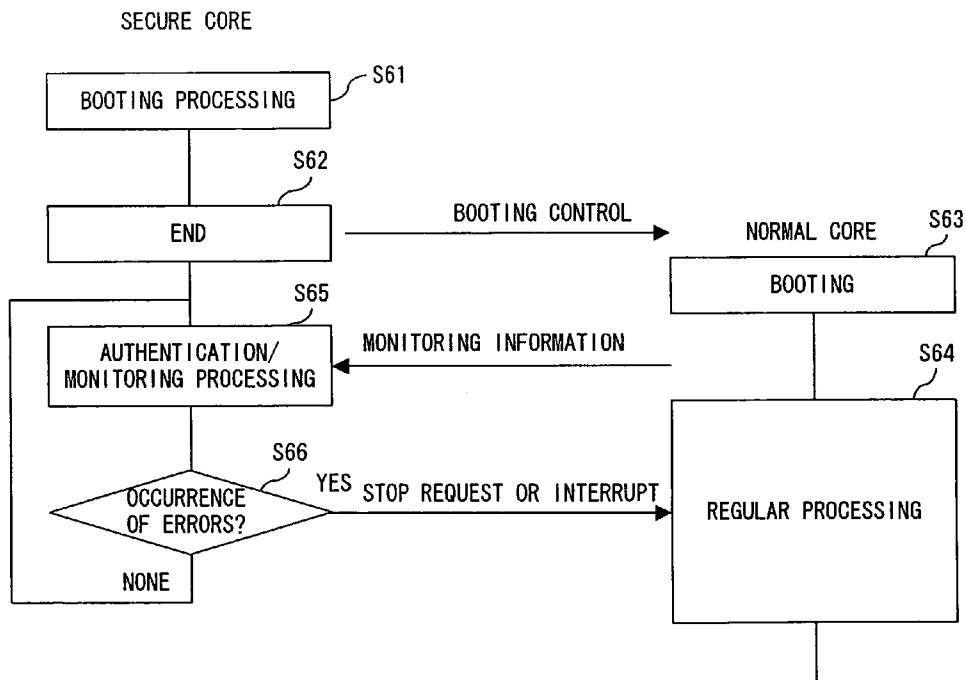 SECURE CORE
S61
BOOTING PROCESSING
S62
END
BOOTING CONTROL
S63
NORMAL CORE
BOOTING
S65
AUTHENTICATION/
MONITORING PROCESSING
MONITORING INFORMATION
S64
S66
OCCURRENCE
OF ERRORS?
YES
STOP REQUEST OR INTERRUPT
REGULAR PROCESSING
NONE